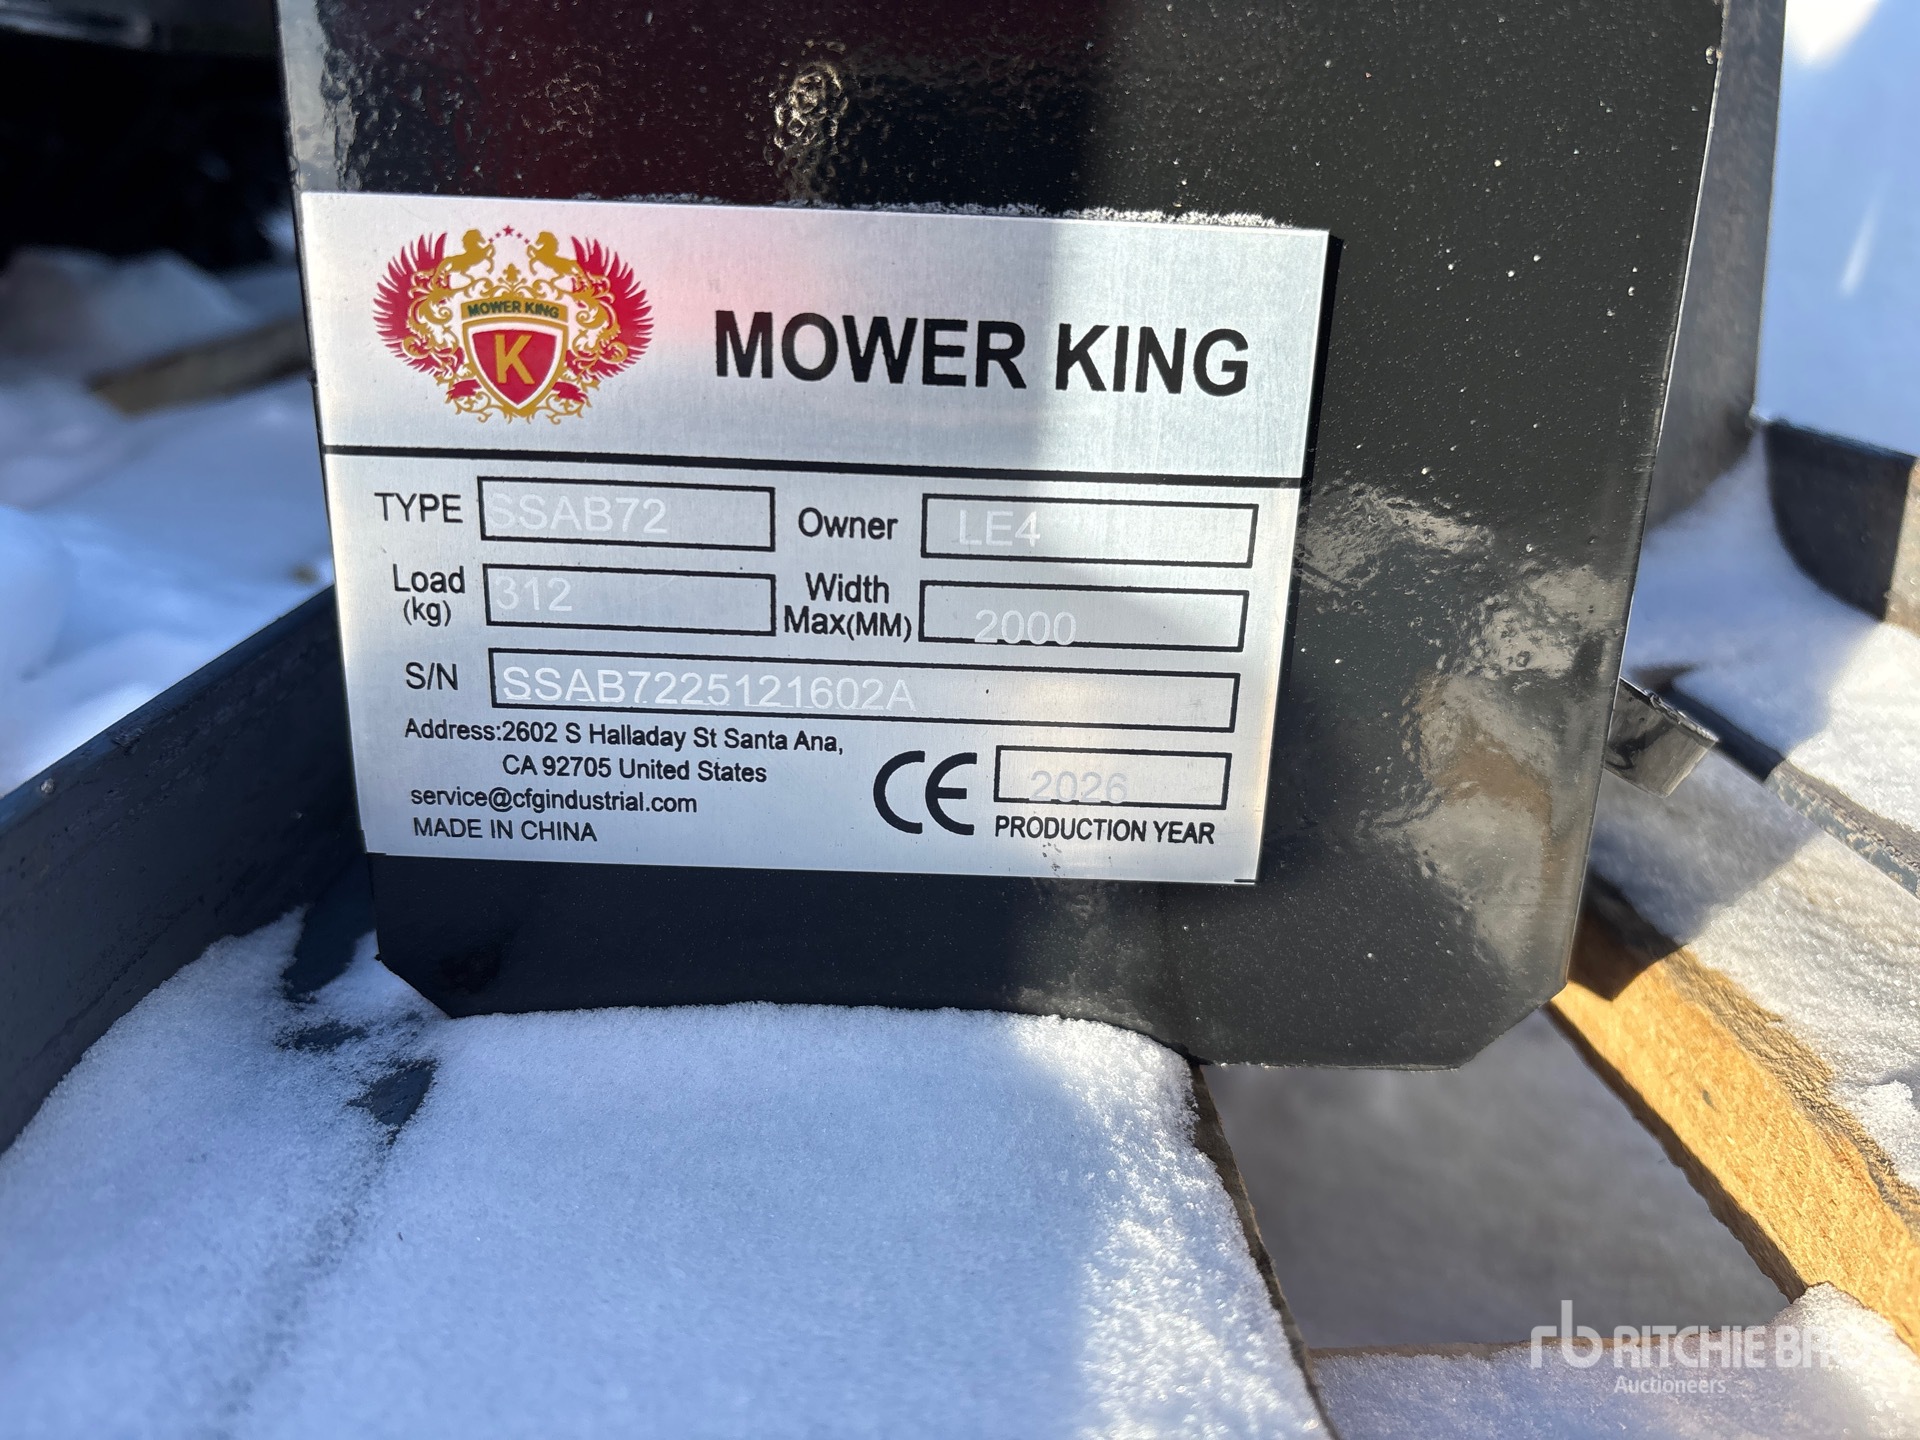 MOWER KING
K
MOWER KING
TYPE SSAB72 Owner LE4
Load (kg) 312 Width Max(MM) 2000
S/N SSAB7225121602A
Address:2602 S Halladay St Santa Ana,
CA 92705 United States
service@cfgindustrial.com
MADE IN CHINA
CE 2026
PRODUCTION YEAR
rb RITCHIE
Auctioneers